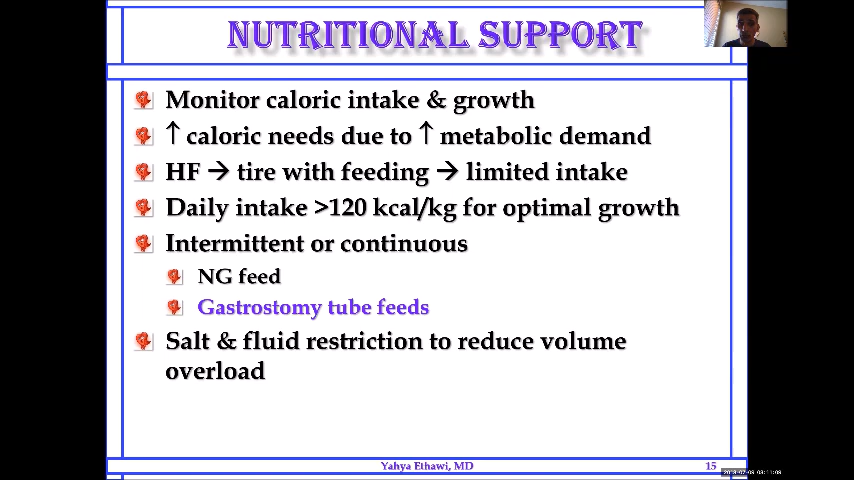 NUTRITIONAL SUPPORT
Monitor caloric intake & growth
↑ caloric needs due to ↑ metabolic demand
HF → tire with feeding → limited intake
Daily intake >120 kcal/kg for optimal growth
Intermittent or continuous
NG feed
Gastrostomy tube feeds
Salt & fluid restriction to reduce volume
overload
Yahya Ethawi, MD
15